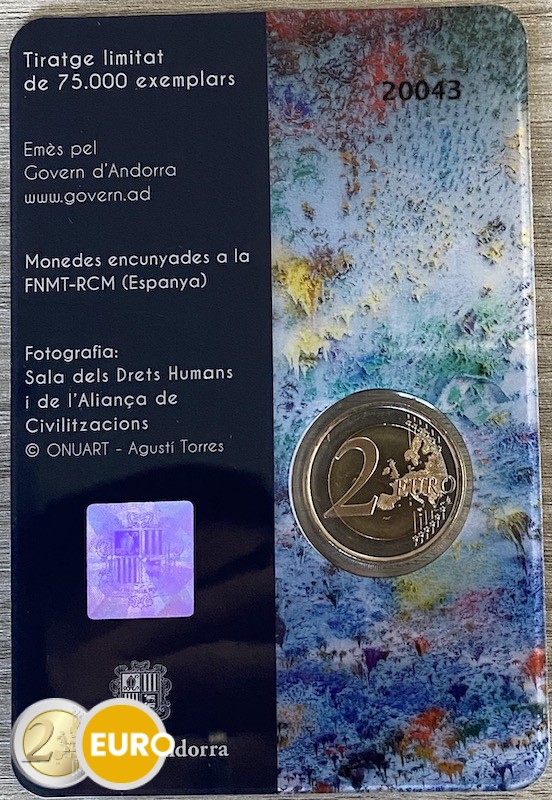 Tiratge limitat
de 75.000 exemplars
20043
Emès pel
Govern d'Andorra
www.govern.ad
Monedes encunyades a la
FNMT-RCM (Espanya)
Fotografia:
Sala dels Drets Humans
i de l'Aliança de
Civilitzacions
© ONUART - Agustí Torres
2 EURO
2 EURO